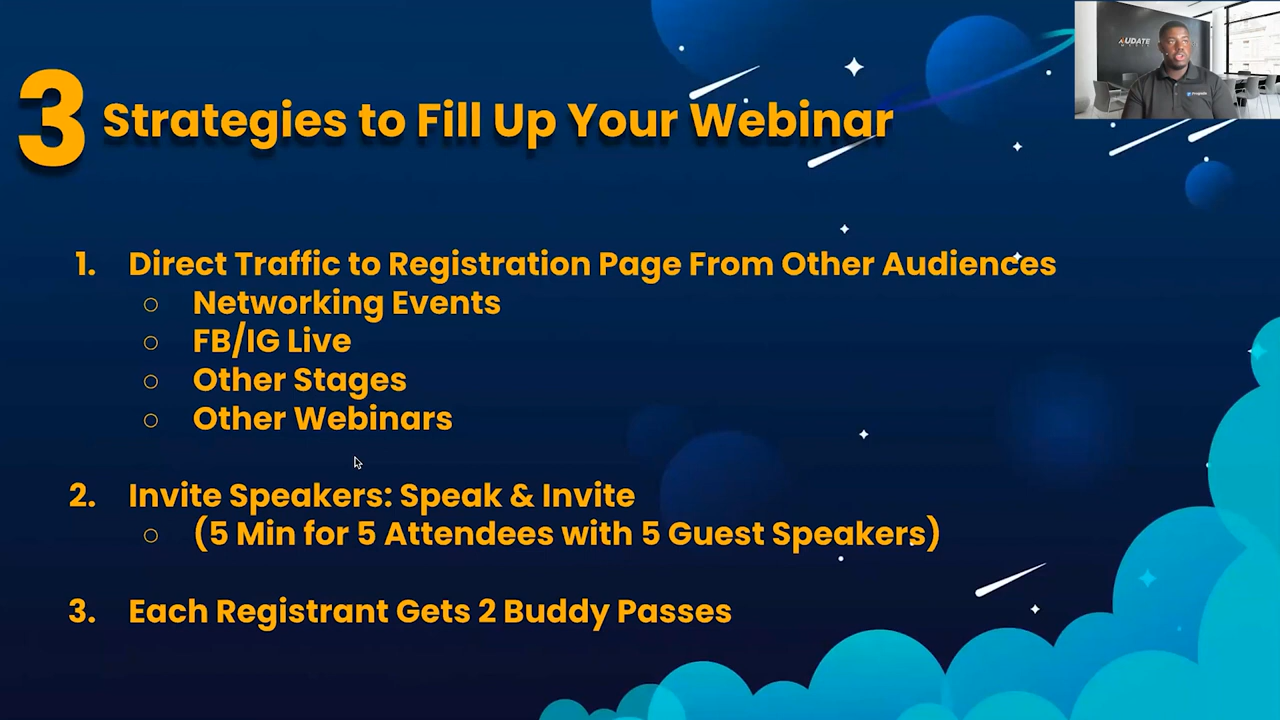 3 Strategies to Fill Up Your Webinar
1. Direct Traffic to Registration Page From Other Audiences
○ Networking Events
○ FB/IG Live
○ Other Stages
○ Other Webinars
2. Invite Speakers: Speak & Invite
○ (5 Min for 5 Attendees with 5 Guest Speakers)
3. Each Registrant Gets 2 Buddy Passes